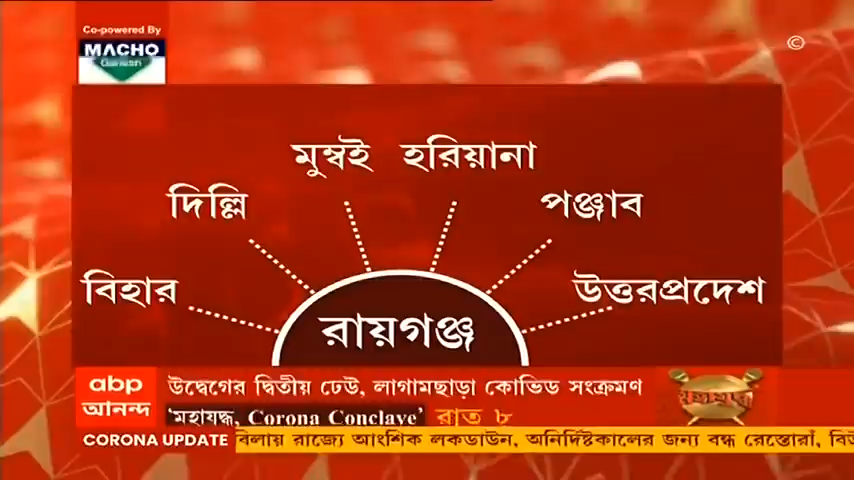 Co-powered By
MACHO
©
মুম্বই হরিয়ানা
দিল্লি পঞ্জাব
বিহার উত্তরপ্রদেশ
রায়গঞ্জ
abp
আনন্দ
উদ্বেগের দ্বিতীয় ঢেউ, লাগামছাড়া কোভিড সংক্রমণ
'মহাযুদ্ধ, Corona Conclave' রাত ৮
CORONA UPDATE
বিলায় রাজ্যে আংশিক লকডাউন, অনির্দিষ্টকালের জন্য বন্ধ রেস্তোরাঁ,